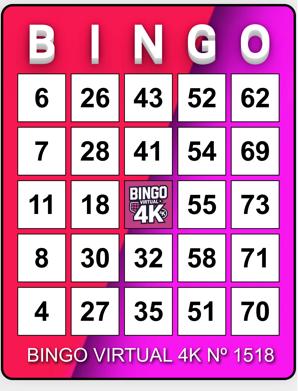 B I N G O
6 26 43 52 62
7 28 41 54 69
11 18 BINGO VIRTUAL 4K 55 73
8 30 32 58 71
4 27 35 51 70
BINGO VIRTUAL 4K Nº 1518